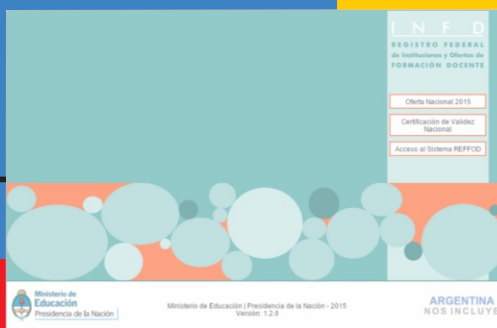 INFD
REGISTRO FEDERAL
de Instituciones y Ofertas de
FORMACIÓN DOCENTE
Oferta Nacional 2015
Certificación de Validez
Nacional
Acceso al Sistema REFFOD
Ministerio de
Educación
Presidencia de la Nación
Ministerio de Educación | Presidencia de la Nación - 2015
Versión: 1.2.8
ARGENTINA
NOS INCLUYE